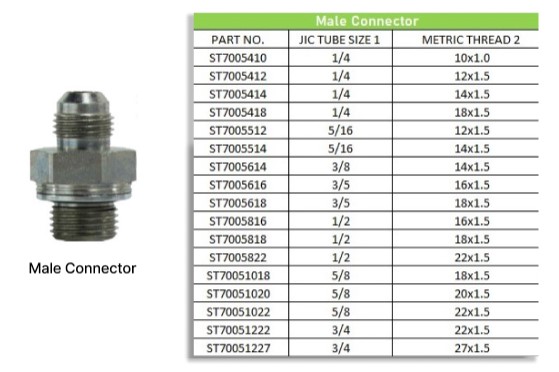 Male Connector
PART NO. JIC TUBE SIZE 1 METRIC THREAD 2
ST7005410 1/4 10x1.0
ST7005412 1/4 12x1.5
ST7005414 1/4 14x1.5
ST7005418 1/4 18x1.5
ST7005512 5/16 12x1.5
ST7005514 5/16 14x1.5
ST7005614 3/8 14x1.5
ST7005616 3/5 16x1.5
ST7005618 3/5 18x1.5
ST7005816 1/2 16x1.5
ST7005818 1/2 18x1.5
ST7005822 1/2 22x1.5
ST70051018 5/8 18x1.5
ST70051020 5/8 20x1.5
ST70051022 5/8 22x1.5
ST70051222 3/4 22x1.5
ST70051227 3/4 27x1.5
Male Connector